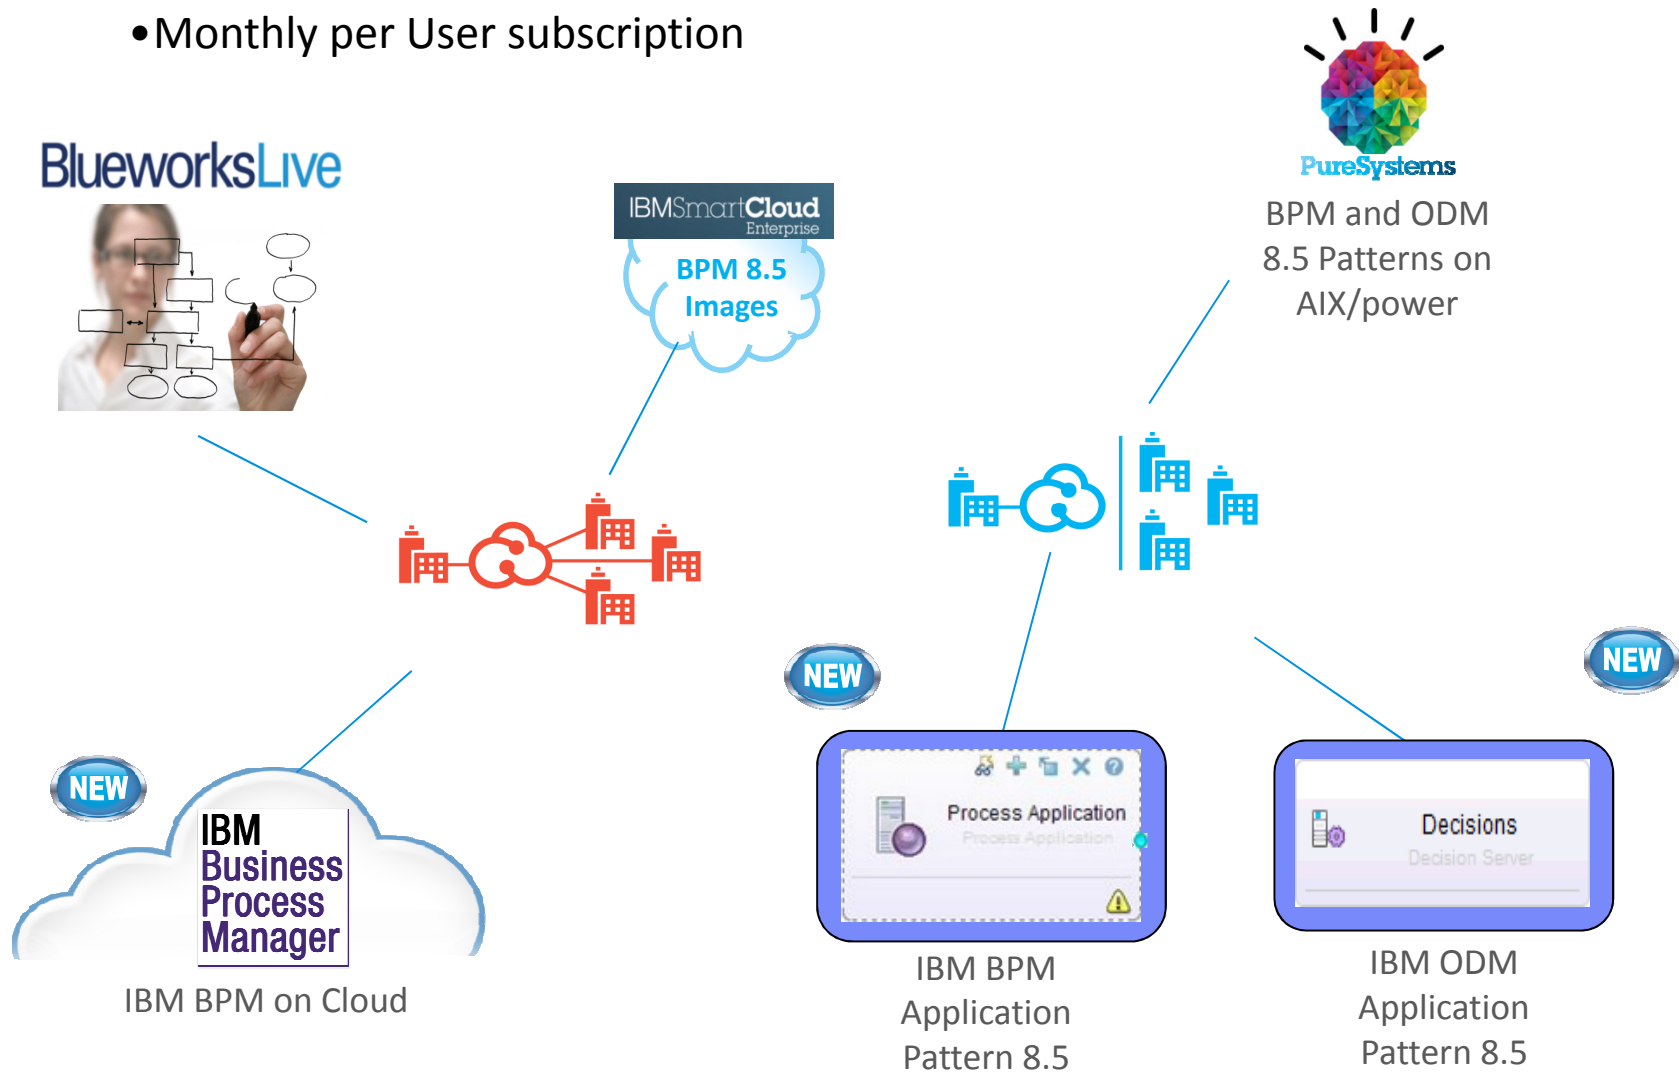 •Monthly per User subscription
BlueworksLive
IBMSmartCloud
Enterprise
BPM 8.5
Images
PureSystems
BPM and ODM
8.5 Patterns on
AIX/power
NEW
IBM
Business
Process
Manager
IBM BPM on Cloud
NEW
Process Application
Process Application
IBM BPM
Application
Pattern 8.5
NEW
Decisions
Decision Server
IBM ODM
Application
Pattern 8.5